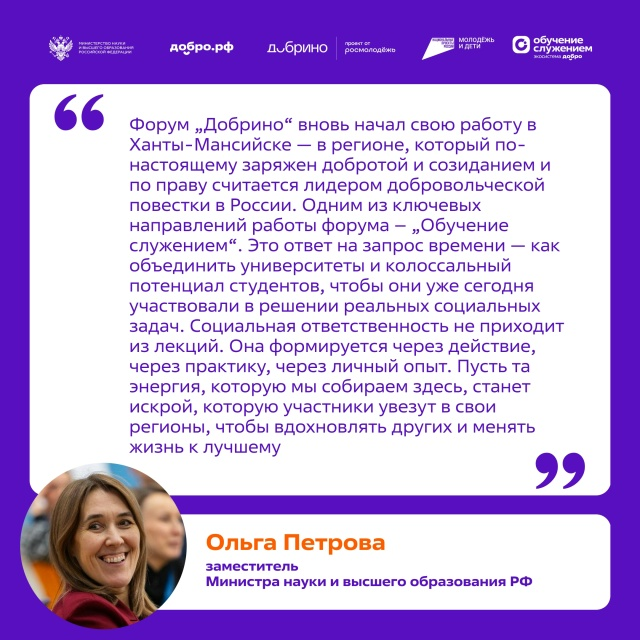 МИНИСТЕРСТВО НАУКИ
И ВЫСШЕГО ОБРАЗОВАНИЯ
РОССИЙСКОЙ ФЕДЕРАЦИИ
добро.рф
добрино
проект от
росмолодёжь
МОЛОДЁЖЬ
И ДЕТИ
обучение
служением
экосистема добро
Форум „Добрино“ вновь начал свою работу в
Ханты-Мансийске — в регионе, который по-
настоящему заряжен добротой и созиданием и
по праву считается лидером добровольческой
повестки в России. Одним из ключевых
направлений работы форума – „Обучение
служением“. Это ответ на запрос времени — как
объединить университеты и колоссальный
потенциал студентов, чтобы они уже сегодня
участвовали в решении реальных социальных
задач. Социальная ответственность не приходит
из лекций. Она формируется через действие,
через практику, через личный опыт. Пусть та
энергия, которую мы собираем здесь, станет
искрой, которую участники увезут в свои
регионы, чтобы вдохновлять других и менять
жизнь к лучшему
Ольга Петрова
заместитель
Министра науки и высшего образования РФ